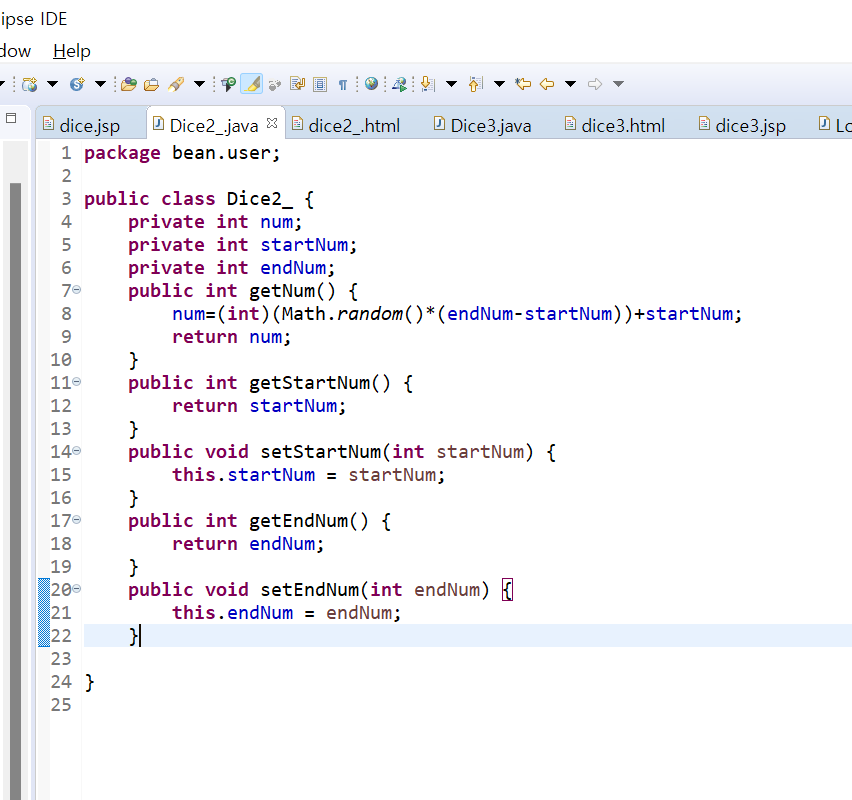 ipse IDE
dow Help
dice.jsp Dice2_.java dice2_.html Dice3.java dice3.html dice3.jsp Lo
1 package bean.user;
2
3 public class Dice2_ {
4 private int num;
5 private int startNum;
6 private int endNum;
7 public int getNum() {
8 num=(int)(Math.random()*(endNum-startNum))+startNum;
9 return num;
10 }
11 public int getStartNum() {
12 return startNum;
13 }
14 public void setStartNum(int startNum) {
15 this.startNum = startNum;
16 }
17 public int getEndNum() {
18 return endNum;
19 }
20 public void setEndNum(int endNum) {
21 this.endNum = endNum;
22 }
23
24 }
25